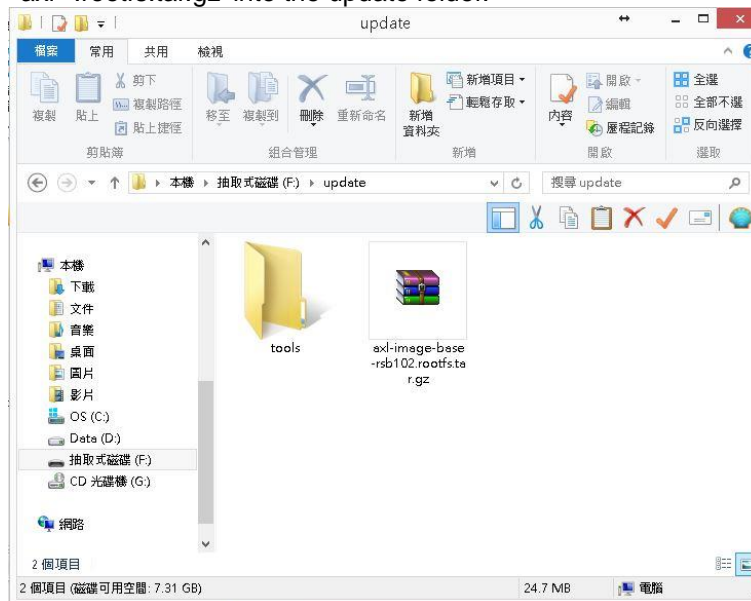 "axl-*rootfs.tar.gz" into the update folder.
update
檔案 常用 共用 檢視
複製
貼上
剪下
複製路徑
貼上捷徑
剪貼簿
移至
複製到
刪除
重新命名
組合管理
新增
資料夾
新增項目
輕鬆存取
新增
內容
開啟
編輯
歷程記錄
開啟
全選
全部不選
反向選擇
選取
本機 抽取式磁碟 (F:) update
搜尋 update
本機
下載
文件
音樂
桌面
圖片
影片
OS (C:)
Data (D:)
抽取式磁碟 (F:)
CD 光碟機 (G:)
網路
tools
axl-image-base
-rsb102.rootfs.ta
r.gz
2 個項目
2 個項目 (磁碟可用空間: 7.31 GB) 24.7 MB 電腦